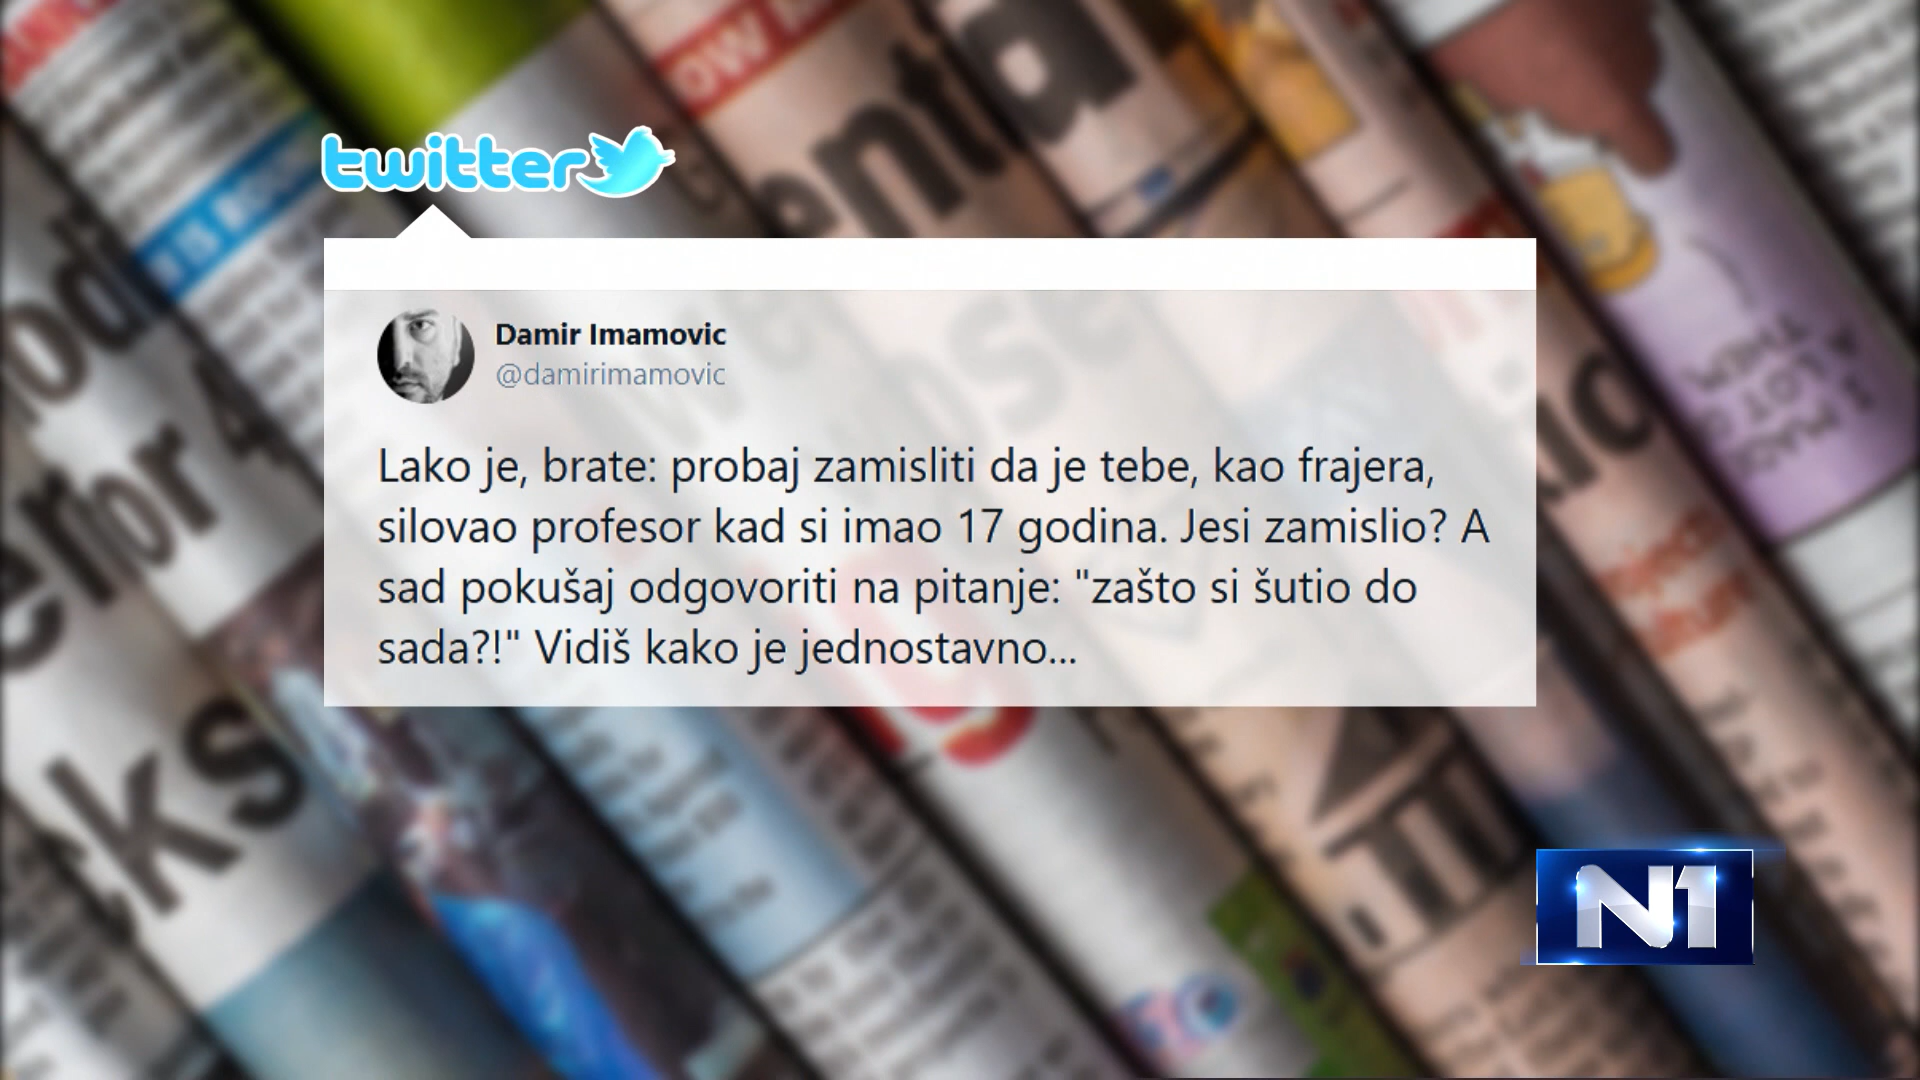 twitter
Damir Imamovic
@damirimamovic
Lako je, brate: probaj zamisliti da je tebe, kao frajera,
silovao profesor kad si imao 17 godina. Jesi zamislio? A
sad pokušaj odgovoriti na pitanje: "zašto si šutio do
sada?!" Vidiš kako je jednostavno...
N1